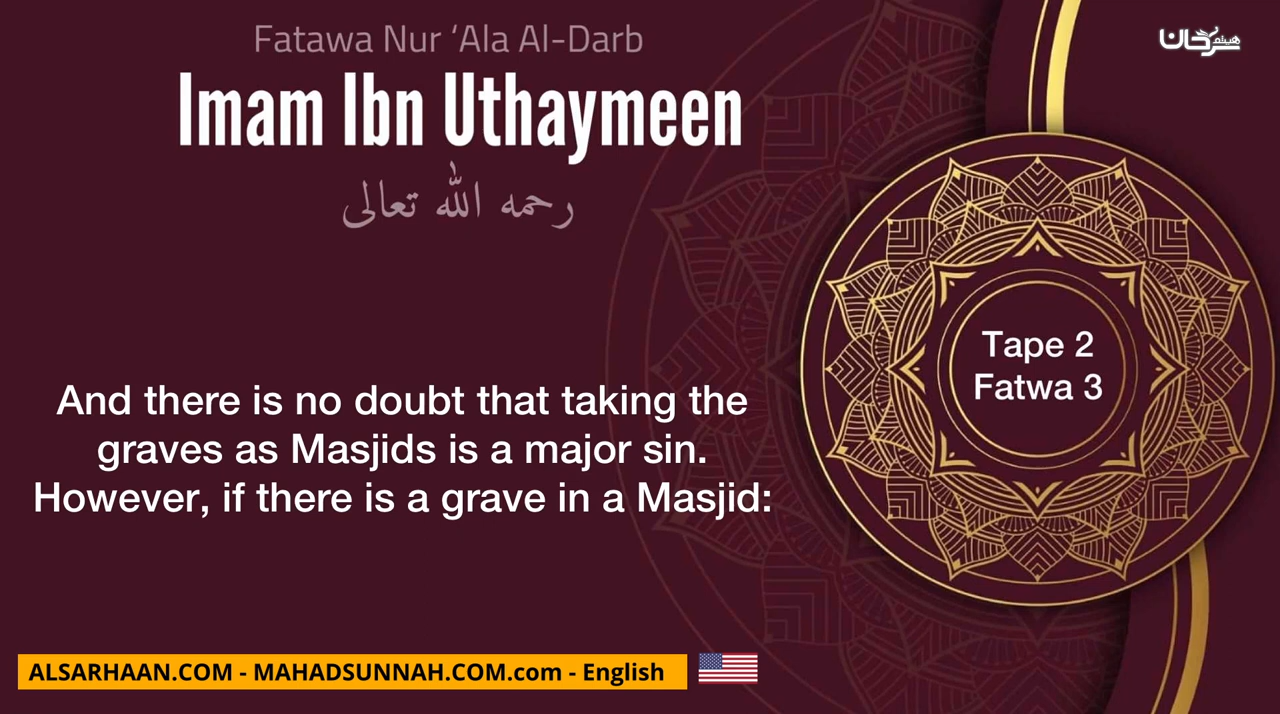 Fatawa Nur ‘Ala Al-Darb
Imam Ibn Uthaymeen
رحمه الله تعالى
هيثم سرحان
Tape 2
Fatwa 3
And there is no doubt that taking the
graves as Masjids is a major sin.
However, if there is a grave in a Masjid:
ALSARHAAN.COM - MAHADSUNNAH.COM.com - English